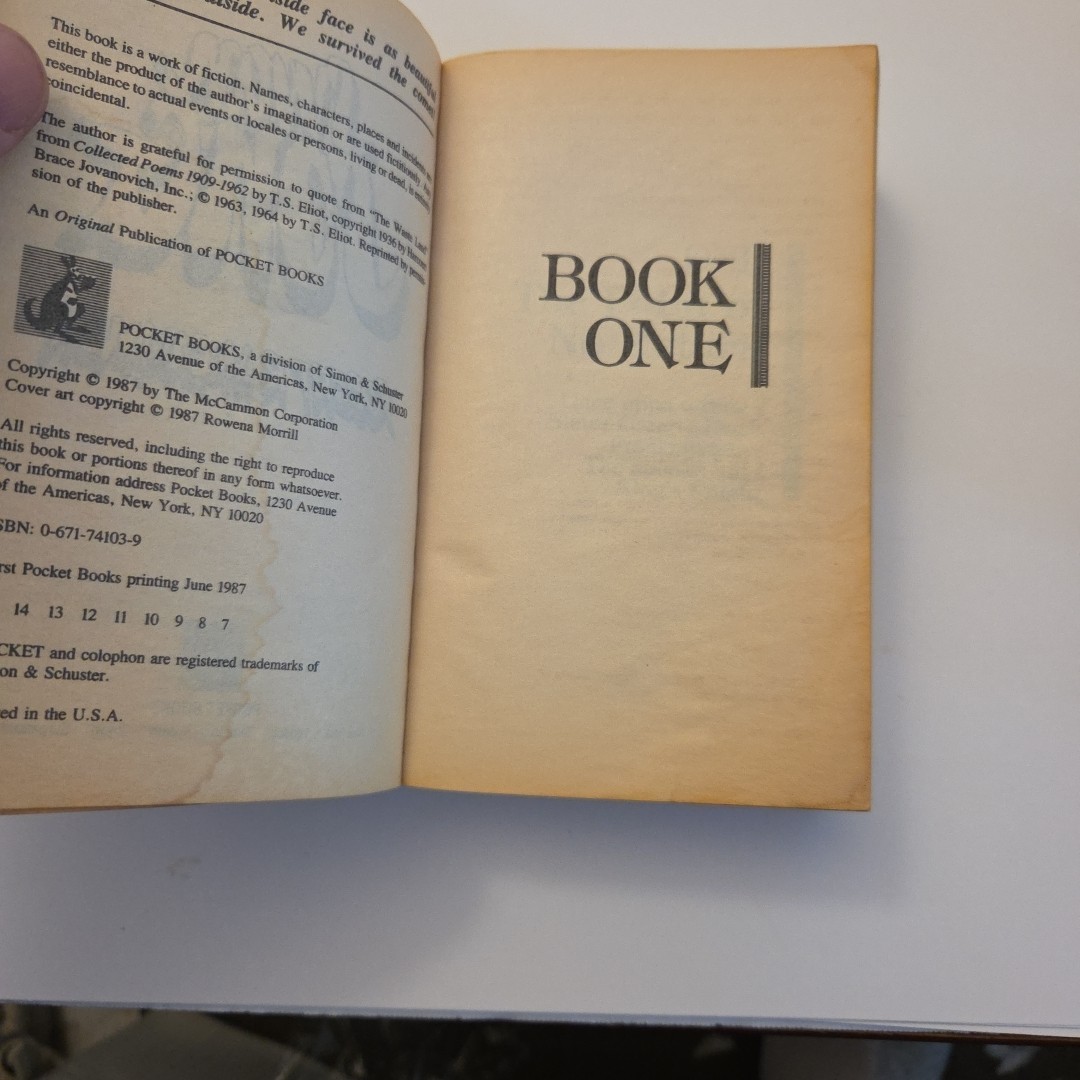 side face is as beautiful
outside. We survived the comet
This book is a work of fiction. Names, characters, places and incidents are
either the product of the author's imagination or are used fictitiously. Any
resemblance to actual events or locales or persons, living or dead, is entirely
coincidental.
The author is grateful for permission to quote from "The Waste Land"
from Collected Poems 1909-1962 by T.S. Eliot, copyright 1936 by Harcourt
Brace Jovanovich, Inc.; © 1963, 1964 by T.S. Eliot. Reprinted by permis-
sion of the publisher.
An Original Publication of POCKET BOOKS
POCKET BOOKS, a division of Simon & Schuster
1230 Avenue of the Americas, New York, NY 10020
Copyright © 1987 by The McCammon Corporation
Cover art copyright © 1987 Rowena Morrill
All rights reserved, including the right to reproduce
this book or portions thereof in any form whatsoever.
For information address Pocket Books, 1230 Avenue
of the Americas, New York, NY 10020
SBN: 0-671-74103-9
rst Pocket Books printing June 1987
14 13 12 11 10 9 8 7
CKET and colophon are registered trademarks of
on & Schuster.
ed in the U.S.A.
BOOK
ONE